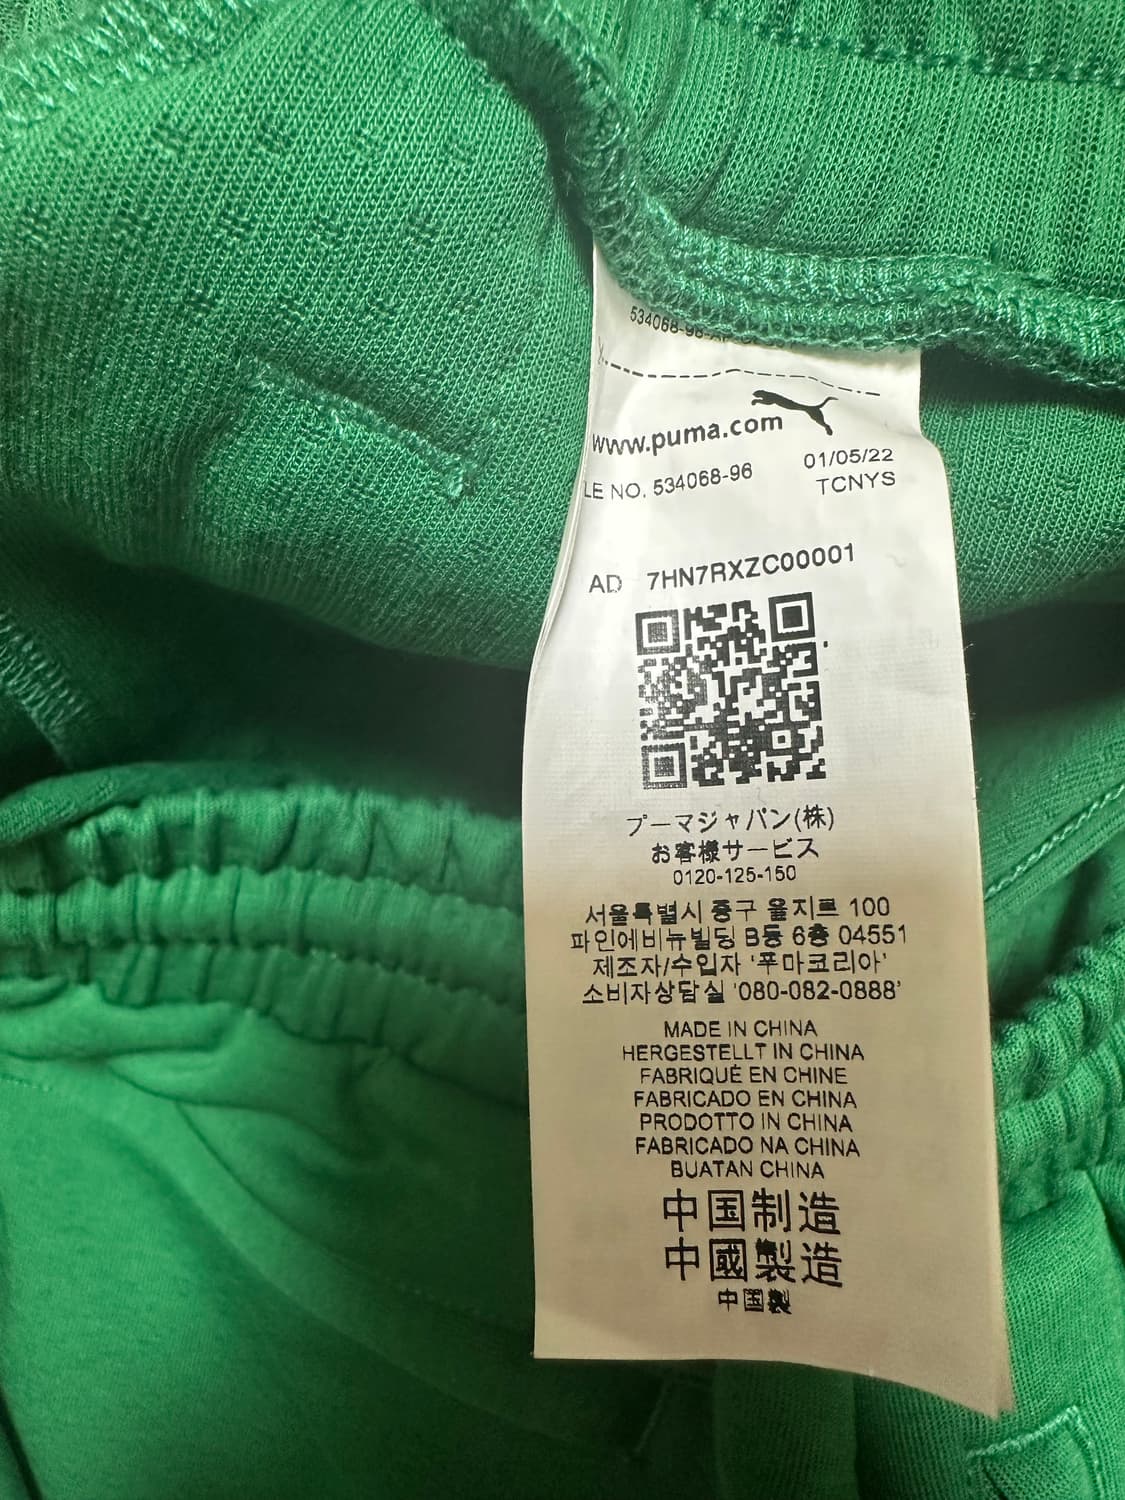 534068-96
www.puma.com
LE NO. 534068-96
01/05/22
TCNYS
AD 7HN7RXZC00001
プーマジャパン(株)
お客様サービス
0120-125-150
서울특별시 중구 을지로 100
파인에비뉴빌딩 B동 6층 04551
제조자/수입자 '푸마코리아'
소비자상담실 '080-082-0888'
MADE IN CHINA
HERGESTELLT IN CHINA
FABRIQUÉ EN CHINE
FABRICADO EN CHINA
PRODOTTO IN CHINA
FABRICADO NA CHINA
BUATAN CHINA
中国制造
中國製造
中国製